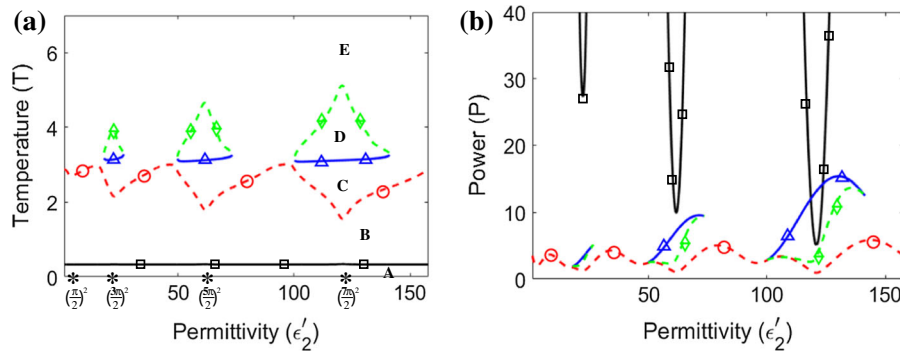 (a)
6
4
2
0
Temperature (T)
E
D
C
B
A
* * * *
(π/2)² (3π/2)² (5π/2)² (7π/2)²
50 100 150
Permittivity (ϵ′₂)
(b)
40
30
20
10
0
Power (P)
50 100 150
Permittivity (ϵ′₂)